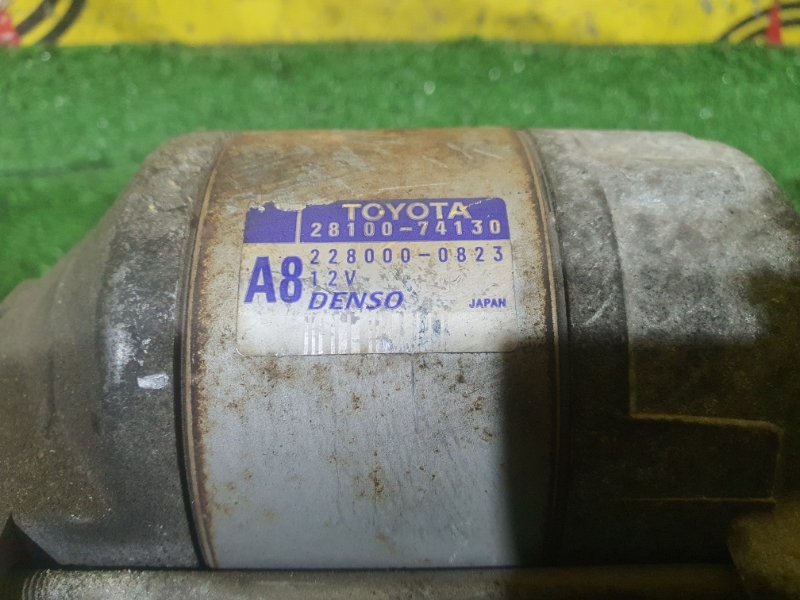 TOYOTA
28100-74130
228000-0823
A8 12V
DENSO JAPAN